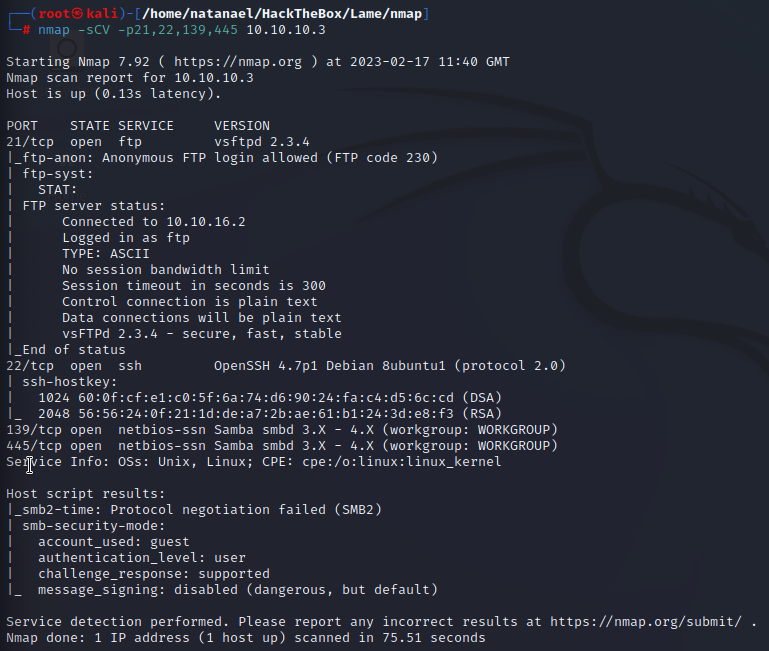 ┌──(root㉿kali)-[/home/natanael/HackTheBox/Lame/nmap]
└─# nmap -sCV -p21,22,139,445 10.10.10.3
Starting Nmap 7.92 ( https://nmap.org ) at 2023-02-17 11:40 GMT
Nmap scan report for 10.10.10.3
Host is up (0.13s latency).
PORT    STATE SERVICE     VERSION
21/tcp  open  ftp         vsftpd 2.3.4
|_ftp-anon: Anonymous FTP login allowed (FTP code 230)
| ftp-syst:
|   STAT:
| FTP server status:
|      Connected to 10.10.16.2
|      Logged in as ftp
|      TYPE: ASCII
|      No session bandwidth limit
|      Session timeout in seconds is 300
|      Control connection is plain text
|      Data connections will be plain text
|      vsFTPd 2.3.4 - secure, fast, stable
|_End of status
22/tcp  open  ssh         OpenSSH 4.7p1 Debian 8ubuntu1 (protocol 2.0)
| ssh-hostkey:
|   1024 60:0f:cf:e1:c0:5f:6a:74:d6:90:24:fa:c4:d5:6c:cd (DSA)
|_  2048 56:56:24:0f:21:1d:de:a7:2b:ae:61:b1:24:3d:e8:f3 (RSA)
139/tcp open  netbios-ssn Samba smbd 3.X - 4.X (workgroup: WORKGROUP)
445/tcp open  netbios-ssn Samba smbd 3.X - 4.X (workgroup: WORKGROUP)
Service Info: OSs: Unix, Linux; CPE: cpe:/o:linux:linux_kernel
Host script results:
|_smb2-time: Protocol negotiation failed (SMB2)
| smb-security-mode:
|   account_used: guest
|   authentication_level: user
|   challenge_response: supported
|_  message_signing: disabled (dangerous, but default)
Service detection performed. Please report any incorrect results at https://nmap.org/submit/ .
Nmap done: 1 IP address (1 host up) scanned in 75.51 seconds